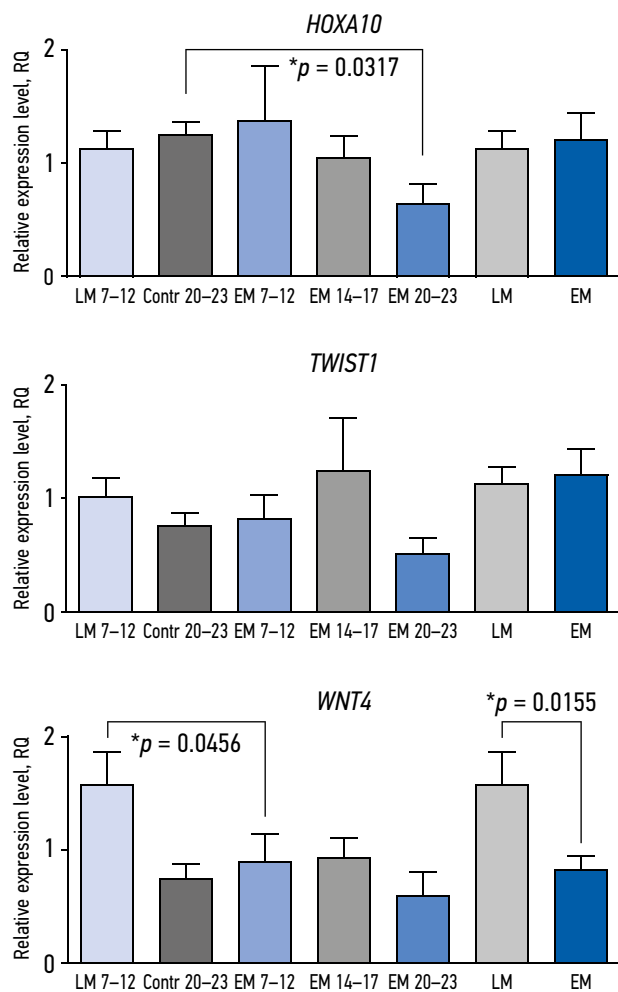 HOXA10
Relative expression level, RQ
2
1
0
*p = 0.0317
LM 7–12 Contr 20–23 EM 7–12 EM 14–17 EM 20–23 LM EM
TWIST1
Relative expression level, RQ
2
1
0
LM 7–12 Contr 20–23 EM 7–12 EM 14–17 EM 20–23 LM EM
WNT4
Relative expression level, RQ
2
1
0
*p = 0.0155
*p = 0.0456
LM 7–12 Contr 20–23 EM 7–12 EM 14–17 EM 20–23 LM EM